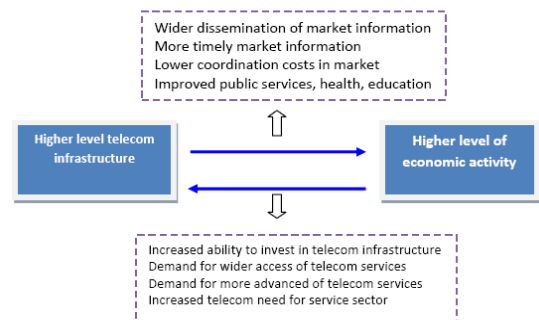 Wider dissemination of market information
More timely market information
Lower coordination costs in market
Improved public services, health, education
Higher level telecom
infrastructure
Higher level of
economic activity
Increased ability to invest in telecom infrastructure
Demand for wider access of telecom services
Demand for more advanced of telecom services
Increased telecom need for service sector